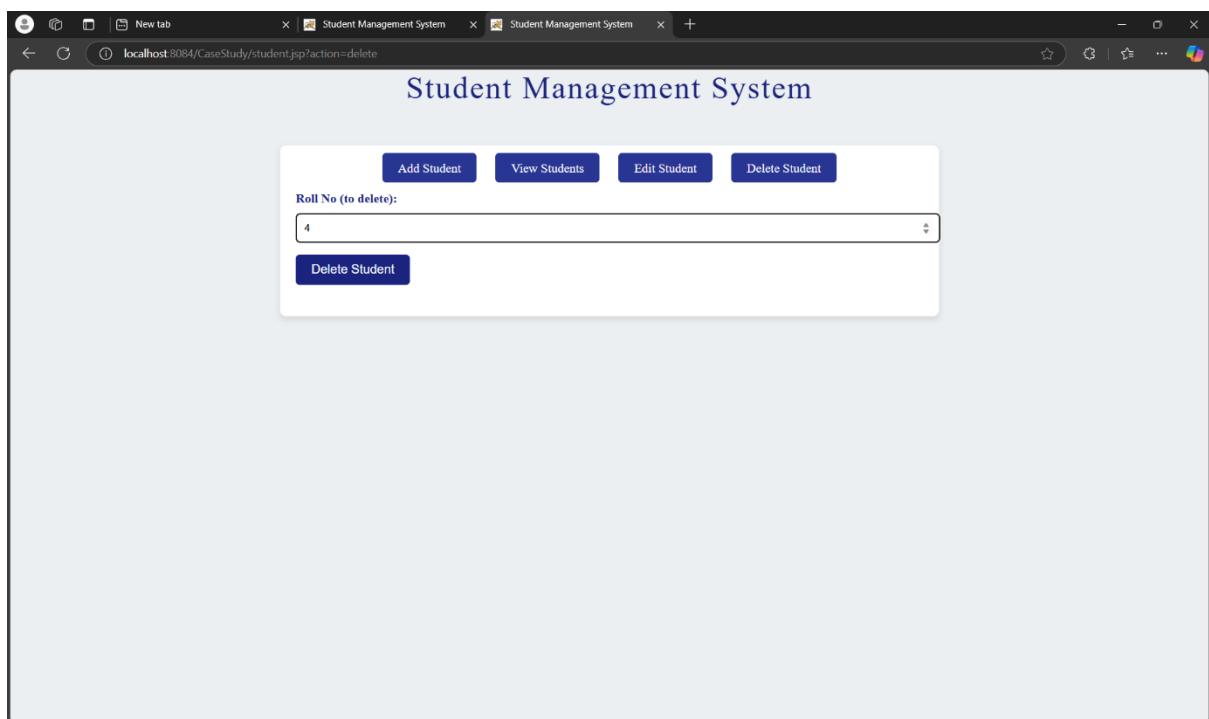 New tab
Student Management System
Student Management System
localhost:8084/CaseStudy/student.jsp?action=delete
Student Management System
Add Student View Students Edit Student Delete Student
Roll No (to delete):
4
Delete Student